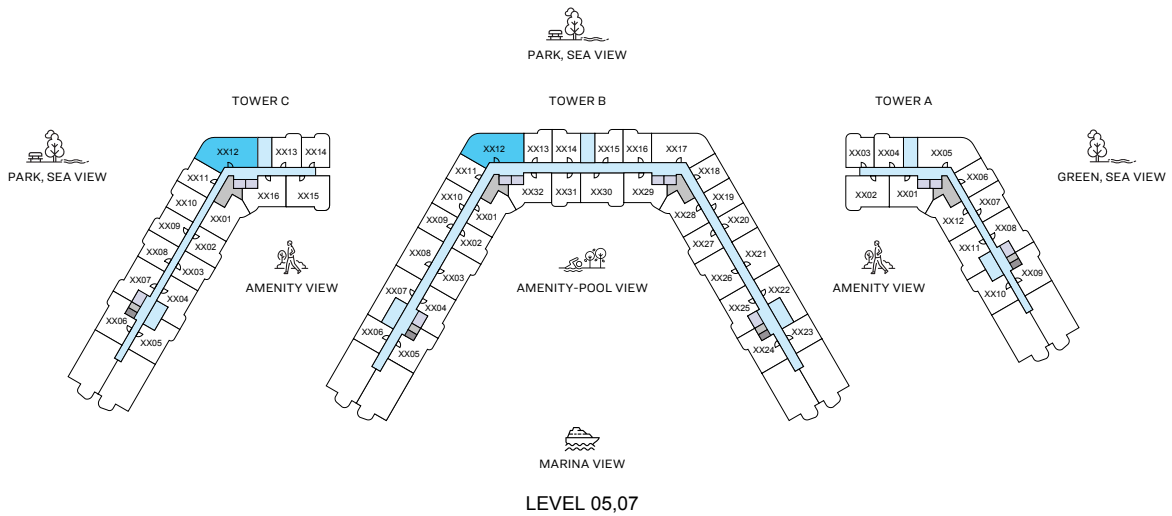 PARK, SEA VIEW
TOWER C
TOWER B
TOWER A
PARK, SEA VIEW
GREEN, SEA VIEW
XX12
XX13
XX14
XX11
XX10
XX09
XX08
XX07
XX06
XX05
XX04
XX03
XX02
XX01
XX16
XX15
XX12
XX13
XX14
XX15
XX16
XX17
XX11
XX10
XX09
XX08
XX07
XX06
XX05
XX04
XX03
XX02
XX01
XX32
XX31
XX30
XX29
XX28
XX27
XX26
XX25
XX24
XX18
XX19
XX20
XX21
XX22
XX23
XX03
XX04
XX05
XX02
XX01
XX06
XX07
XX08
XX09
XX12
XX11
XX10
AMENITY VIEW
AMENITY-POOL VIEW
AMENITY VIEW
MARINA VIEW
LEVEL 05,07